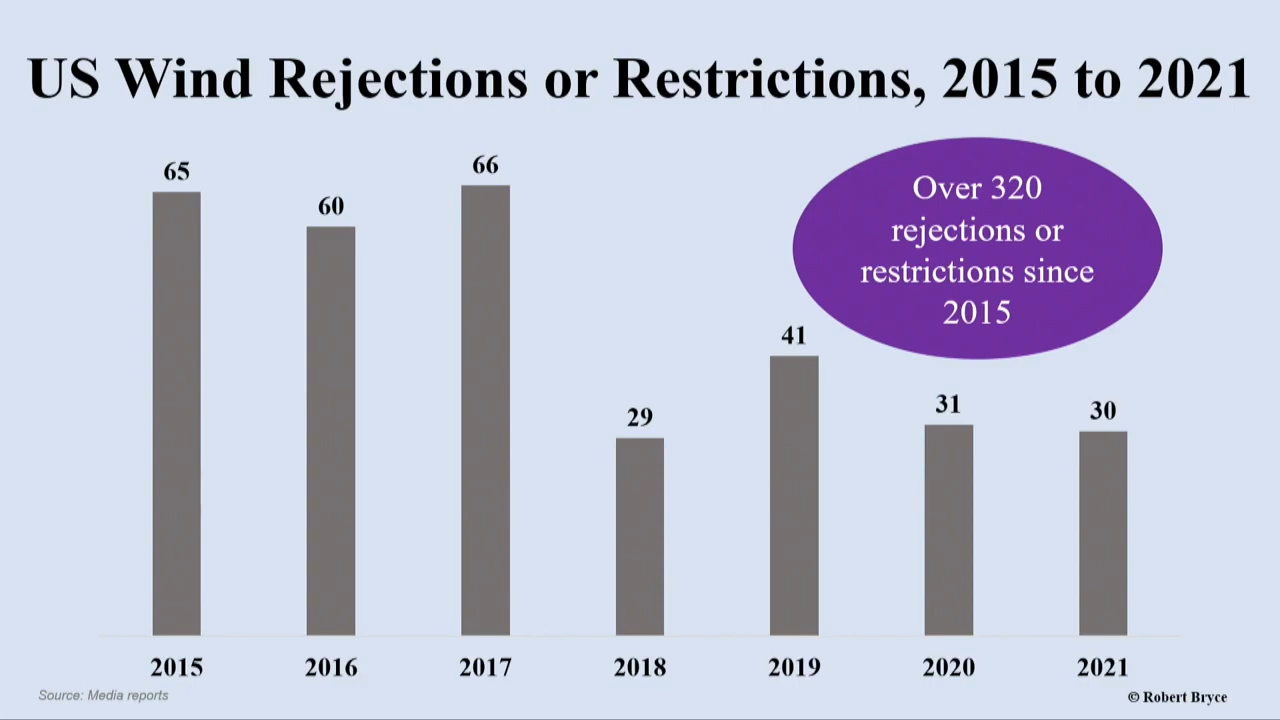 US Wind Rejections or Restrictions, 2015 to 2021
65
60
66
29
41
31
30
Over 320
rejections or
restrictions since
2015
2015
2016
2017
2018
2019
2020
2021
Source: Media reports
© Robert Bryce